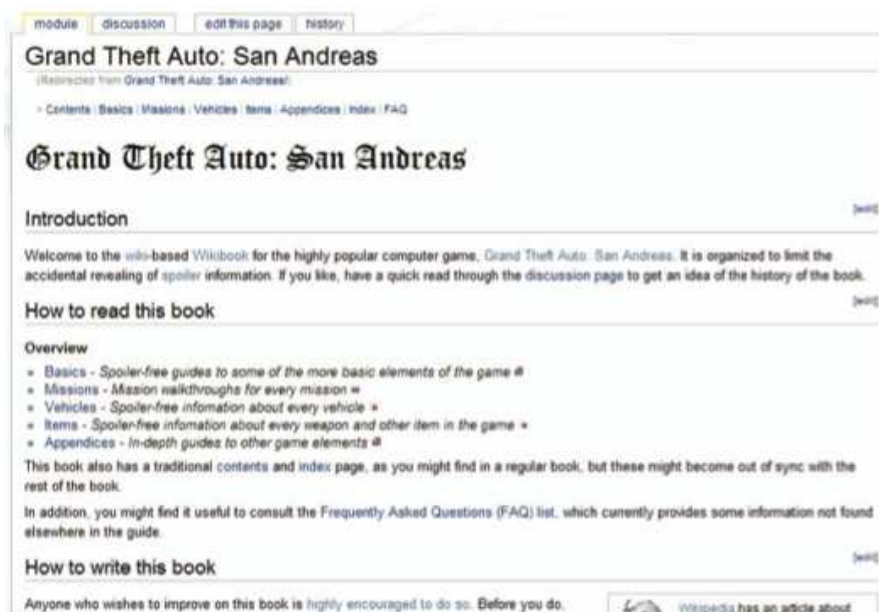 module discussion edit this page history
Grand Theft Auto: San Andreas
(Redirected from Grand Theft Auto: San Andreas!)
Contents | Basics | Missions | Vehicles | Items | Appendices | Index | FAQ
Grand Theft Auto: San Andreas
[edit]
Introduction
Welcome to the wiki-based Wikibook for the highly popular computer game, Grand Theft Auto: San Andreas. It is organized to limit the
accidental revealing of spoiler information. If you like, have a quick read through the discussion page to get an idea of the history of the book.
[edit]
How to read this book
Overview
Basics - Spoiler-free guides to some of the more basic elements of the game
Missions - Mission walkthroughs for every mission
Vehicles - Spoiler-free infomation about every vehicle
Items - Spoiler-free infomation about every weapon and other item in the game
Appendices - In-depth guides to other game elements
This book also has a traditional contents and index page, as you might find in a regular book, but these might become out of sync with the
rest of the book.
In addition, you might find it useful to consult the Frequently Asked Questions (FAQ) list, which currently provides some information not found
elsewhere in the guide.
[edit]
How to write this book
Anyone who wishes to improve on this book is highly encouraged to do so. Before you do,
Wikipedia has an article about